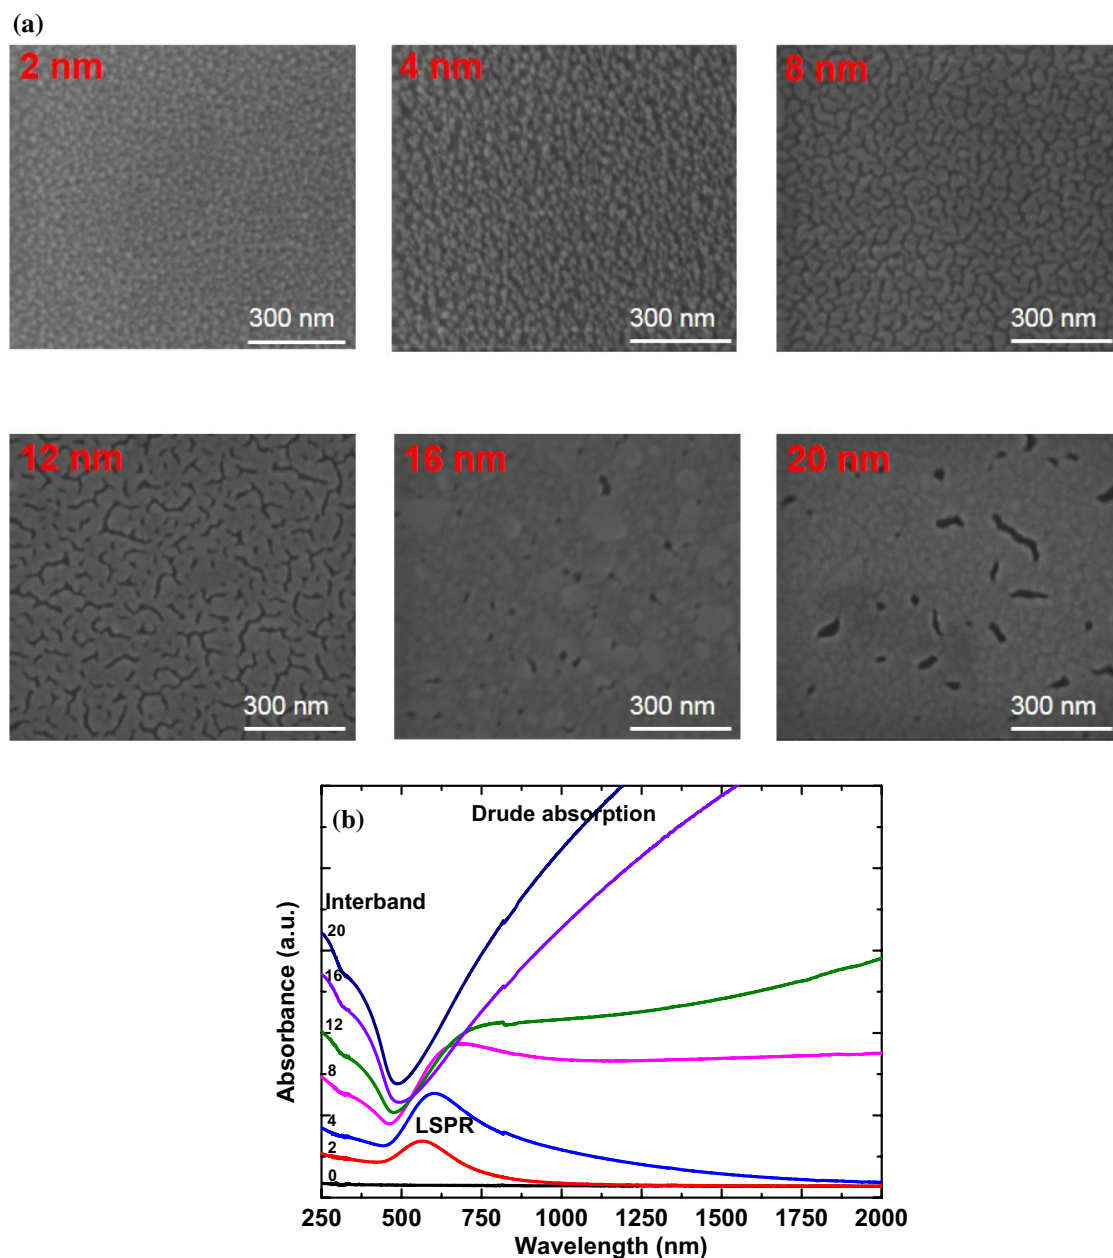 (a)
2 nm
4 nm
8 nm
300 nm
300 nm
300 nm
12 nm
16 nm
20 nm
300 nm
300 nm
300 nm
(b)
Drude absorption
Interband
20
16
12
8
4
2
0
LSPR
Absorbance (a.u.)
250 500 750 1000 1250 1500 1750 2000
Wavelength (nm)